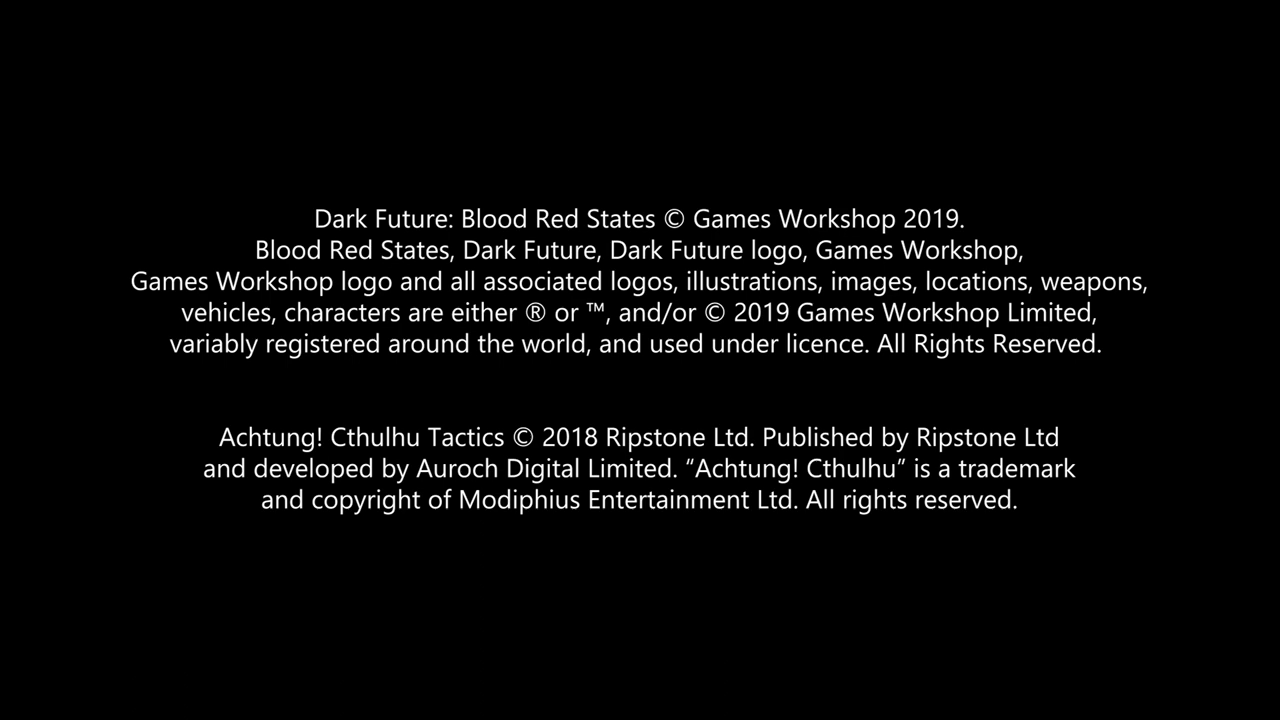 Dark Future: Blood Red States © Games Workshop 2019.
Blood Red States, Dark Future, Dark Future logo, Games Workshop,
Games Workshop logo and all associated logos, illustrations, images, locations, weapons,
vehicles, characters are either ® or ™, and/or © 2019 Games Workshop Limited,
variably registered around the world, and used under licence. All Rights Reserved.
Achtung! Cthulhu Tactics © 2018 Ripstone Ltd. Published by Ripstone Ltd
and developed by Auroch Digital Limited. “Achtung! Cthulhu” is a trademark
and copyright of Modiphius Entertainment Ltd. All rights reserved.